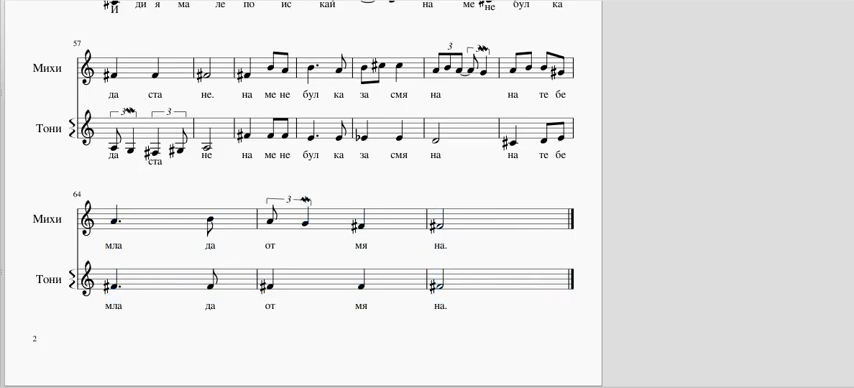 И ди я ма ле по ис кай на ме не бул ка
57
3 3
Михи
да ста не. на ме не бул ка за смя на на те бе
3 3
Тони
да ста не на ме не бул ка за смя на на те бе
64
3
Михи
мла да от мя на.
Тони
мла да от мя на.
2